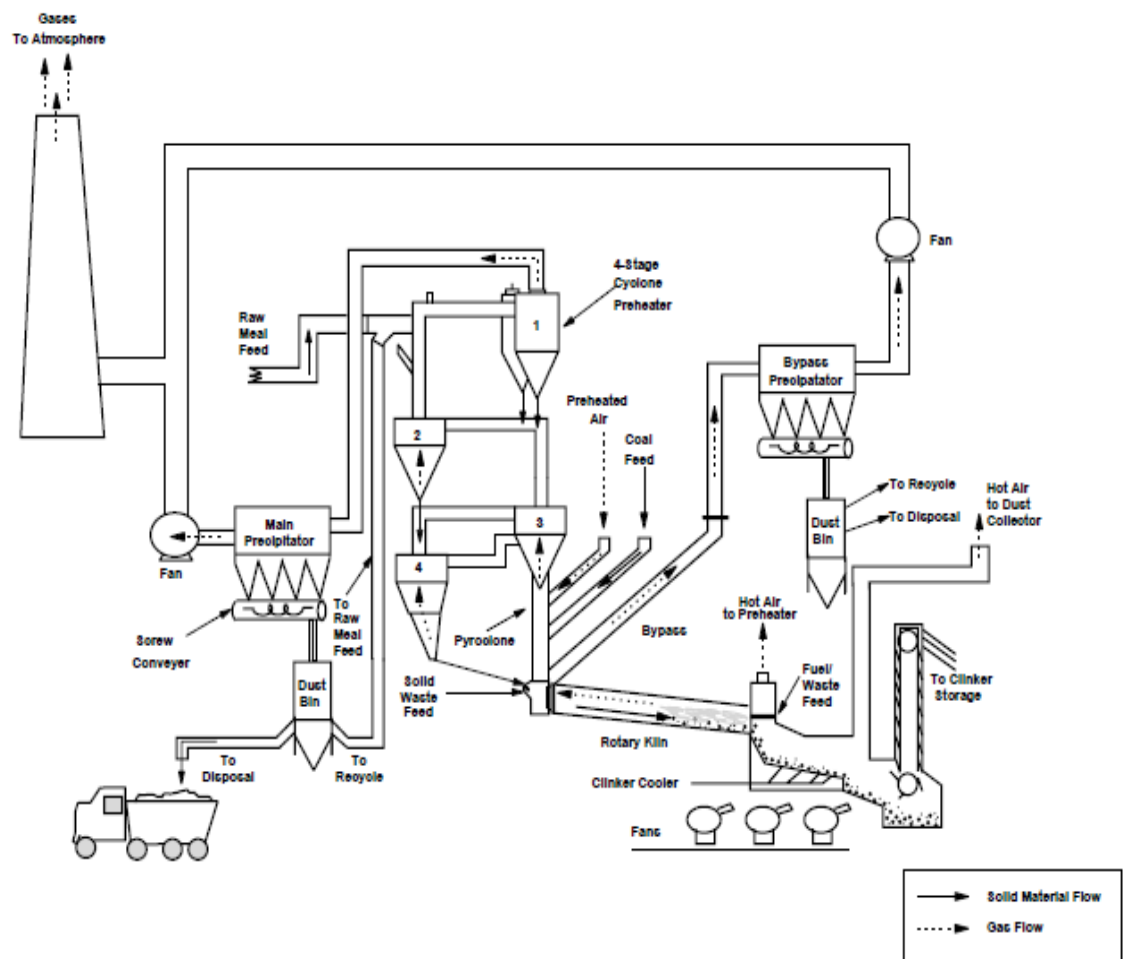 Gases
To Atmosphere
Fan
4-Stage
Cyclone
Preheater
1
Raw
Meal
Feed
Bypass
Precipatator
Preheated
Air
Coal
Feed
2
To Recycle
Hot Air
to Dust
Collector
To Disposal
Dust
Bin
3
Main
Precipitator
4
Fan
To
Raw
Meal
Feed
Hot Air
to Preheater
Pyroclone
Bypass
Screw
Conveyer
Fuel/
Waste
Feed
To Clinker
Storage
Solid
Waste
Feed
Dust
Bin
Rotary Kiln
To
Disposal
To
Recycle
Clinker Cooler
Fans
Solid Material Flow
Gas Flow